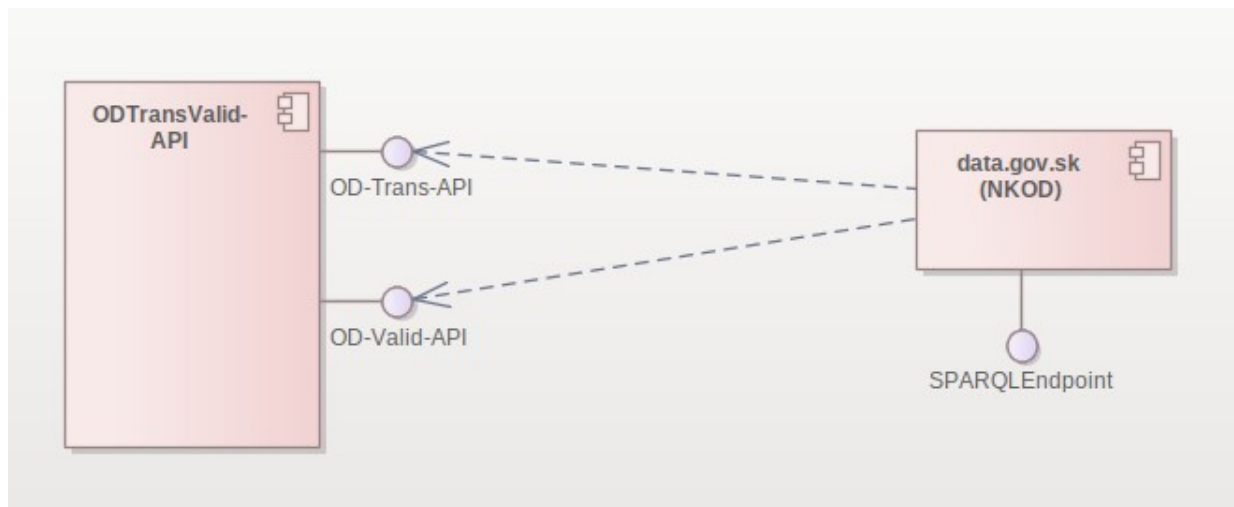 ODTransValid-
API
OD-Trans-API
OD-Valid-API
data.gov.sk
(NKOD)
SPARQLEndpoint